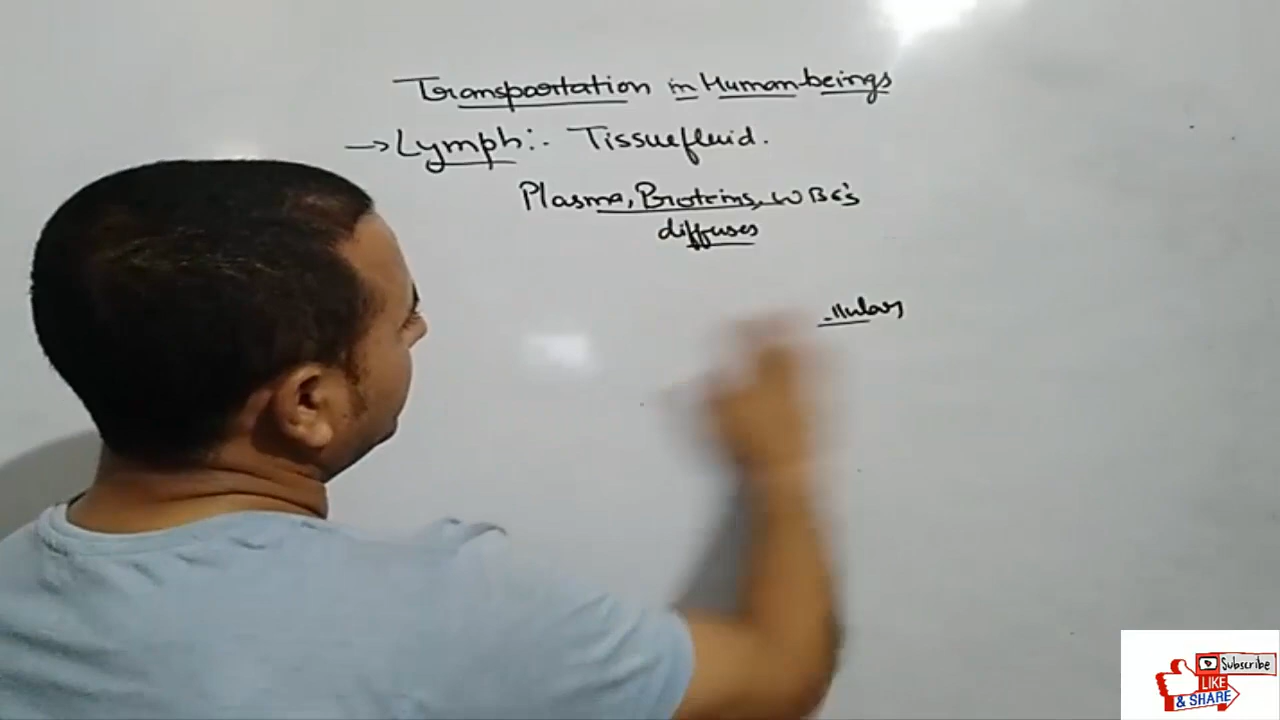 Transportation in Human beings
→ Lymph:- Tissue fluid.
Plasma, Proteins, WBC's
diffuses
Subscribe
LIKE
& SHARE